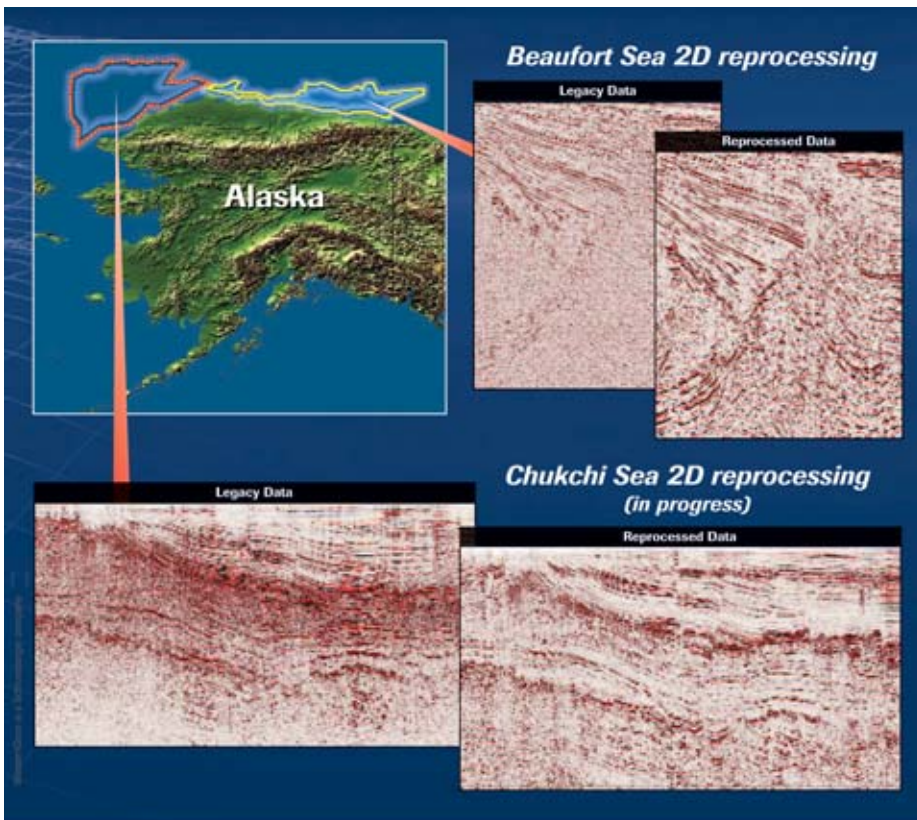 Beaufort Sea 2D reprocessing
Legacy Data
Reprocessed Data
Alaska
Chukchi Sea 2D reprocessing
(in progress)
Legacy Data
Reprocessed Data